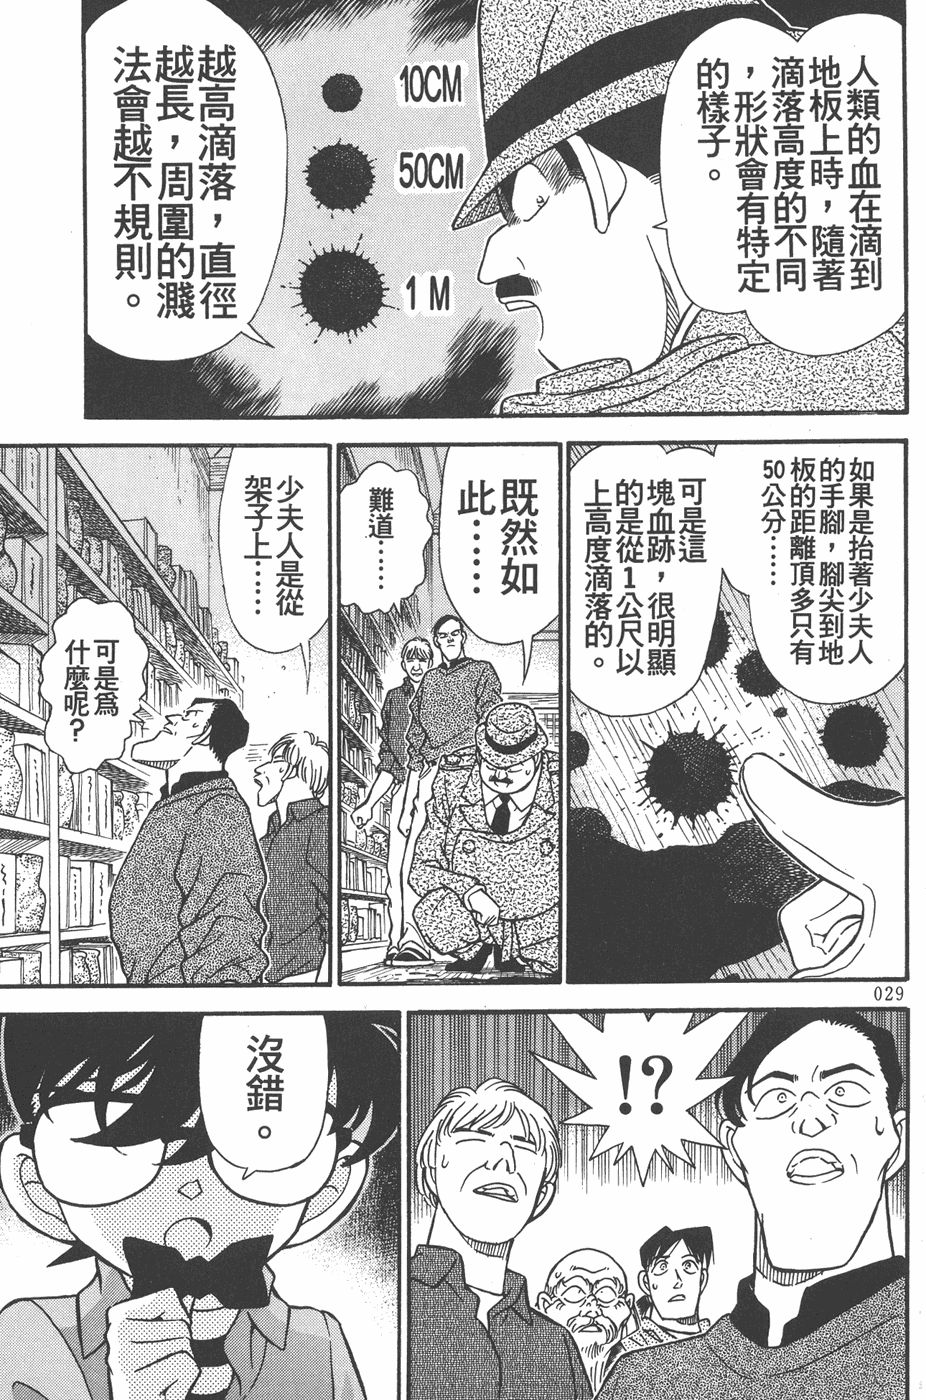 人類的血在滴到
地板上時，隨著
滴落高度的不同
，形狀會有特定
的樣子。
10CM
50CM
1M
越高滴落，直徑
越長，周圍的濺
法會越不規則。
如果是抬著少夫人
的手腳，腳尖到地
板的距離頂多只有
50公分……
可是這
塊血跡，很明顯
的是從1公尺以
上高度滴落的。
既然如
此……
難道……
少夫人是從
架子上……
可是為
什麼呢?
029
!?
沒錯。